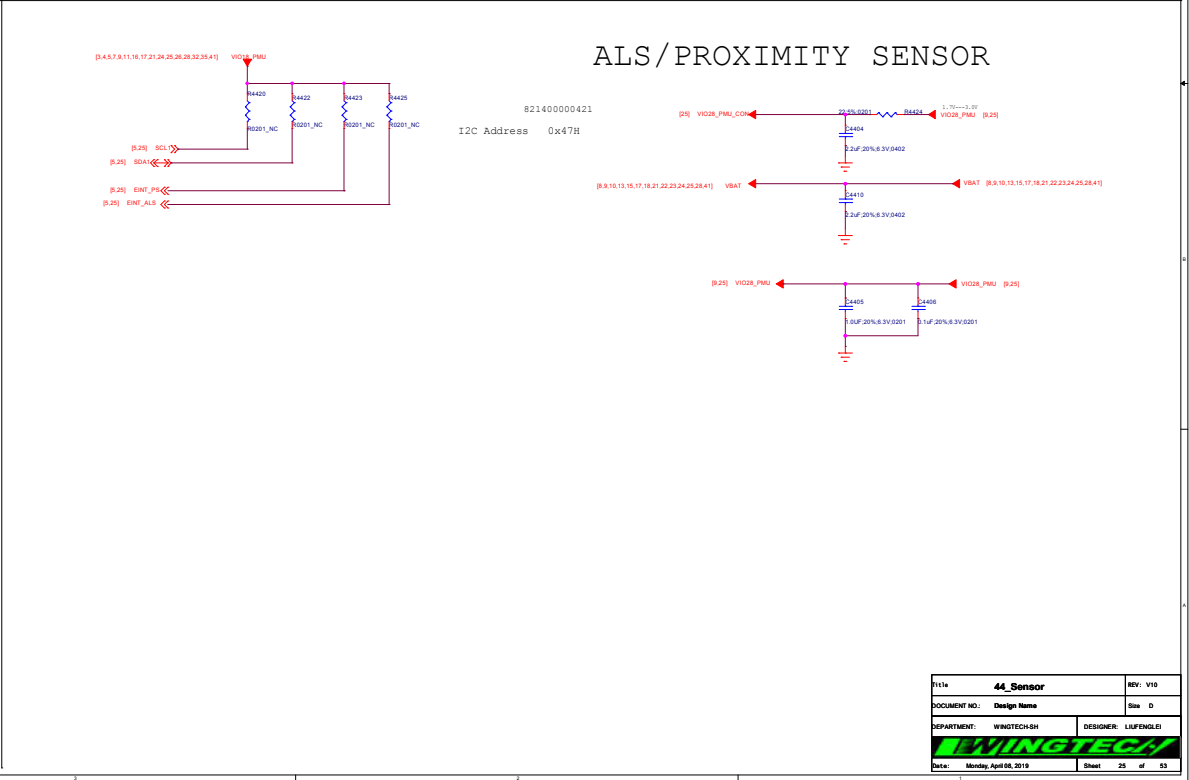 ALS/PROXIMITY SENSOR
[3,4,5,7,9,11,16,17,21,24,25,26,28,32,35,41] VIO18_PMU
R4420
R4422
R4423
R4425
R0201_NC
R0201_NC
R0201_NC
R0201_NC
[5,25] SCL1
[5,25] SDA1
[5,25] EINT_PS
[5,25] EINT_ALS
821400000421
I2C Address 0x47H
1.7V---3.0V
[25] VIO28_PMU_CON
22;5%;0201
R4424
VIO28_PMU [9,25]
C4404
2.2uF;20%;6.3V;0402
[8,9,10,13,15,17,18,21,22,23,24,25,28,41] VBAT
VBAT [8,9,10,13,15,17,18,21,22,23,24,25,28,41]
C4410
2.2uF;20%;6.3V;0402
[9,25] VIO28_PMU
VIO28_PMU [9,25]
C4405
C4406
1.0UF;20%;6.3V;0201
0.1uF;20%;6.3V;0201
B
A
Title 44_Sensor REV: V10
DOCUMENT NO.: Design Name Size D
DEPARTMENT: WINGTECH-SH DESIGNER: LIUFENGLEI
WINGTECH
Date: Monday, April 08, 2019 Sheet 25 of 53
3 2 1